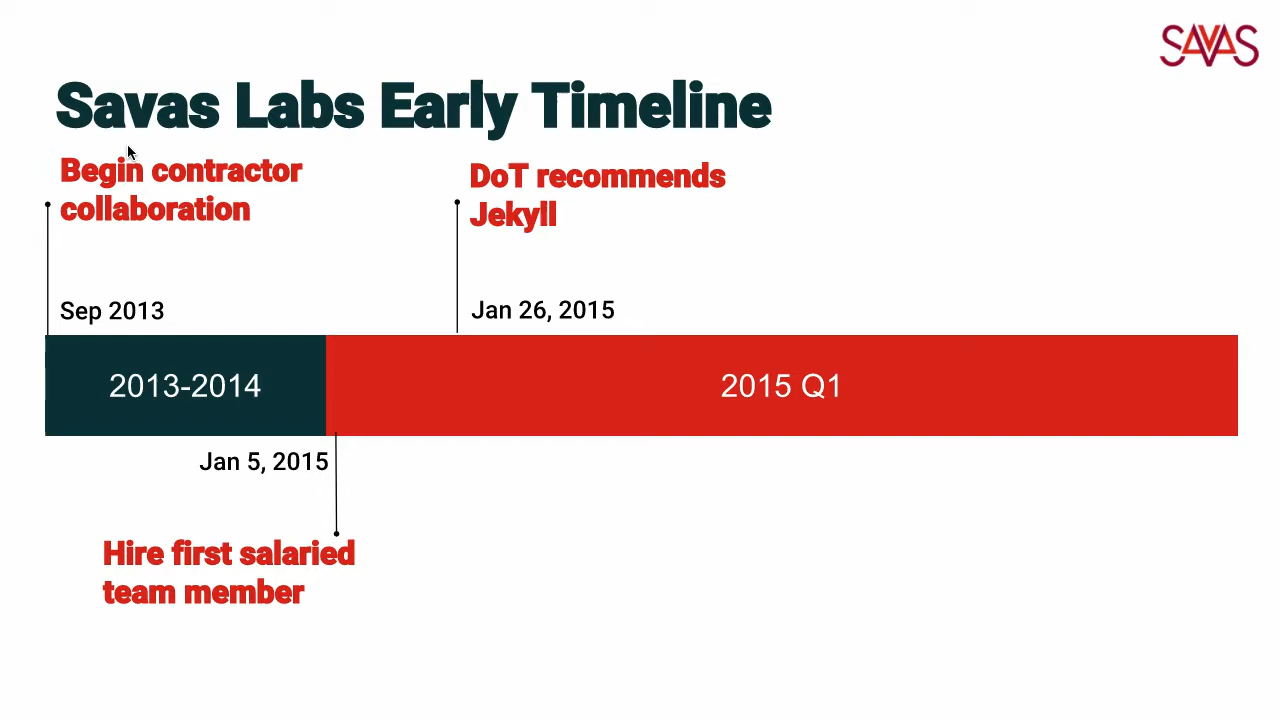 SAVAS
Savas Labs Early Timeline
Begin contractor
collaboration
DoT recommends
Jekyll
Sep 2013
Jan 26, 2015
2013-2014
2015 Q1
Jan 5, 2015
Hire first salaried
team member